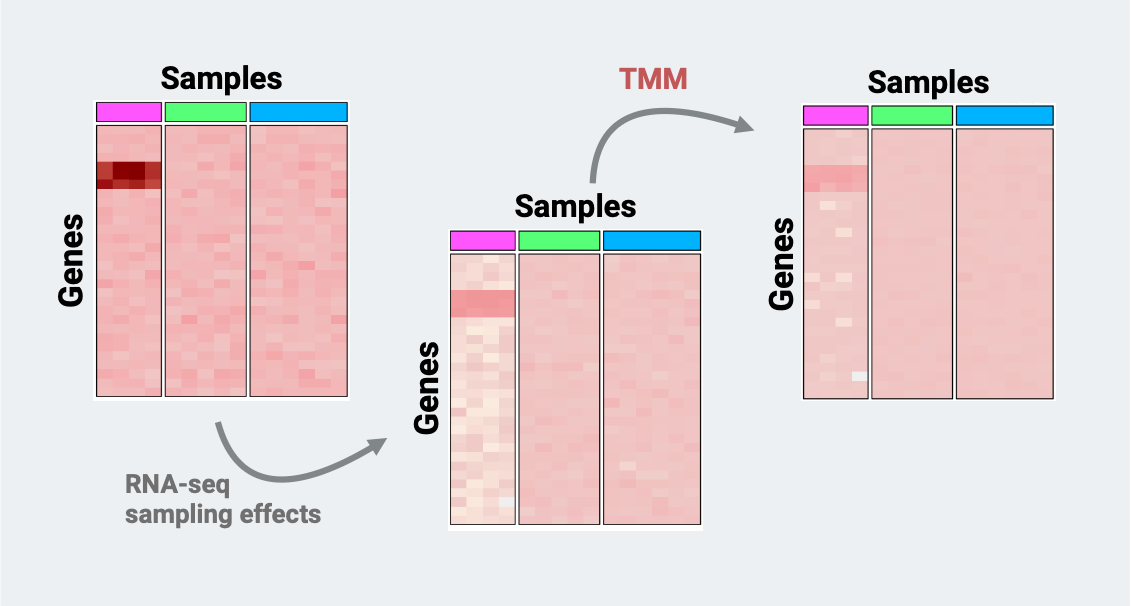 Samples
Genes
RNA-seq
sampling effects
Samples
Genes
TMM
Samples
Genes